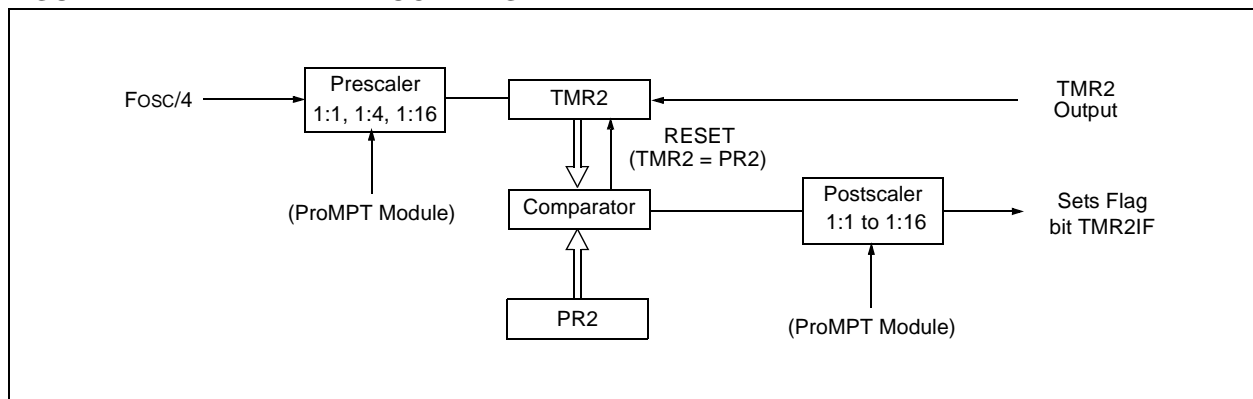 Fosc/4
Prescaler
1:1, 1:4, 1:16
TMR2
TMR2
Output
RESET
(TMR2 = PR2)
(ProMPT Module)
Comparator
Postscaler
1:1 to 1:16
Sets Flag
bit TMR2IF
PR2
(ProMPT Module)